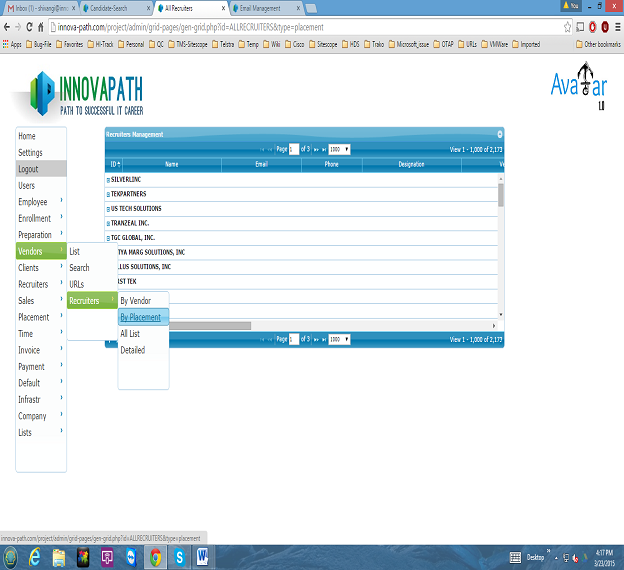 Inbox (1) - shivangi@inn
Candidate-Search
All Recruiters
Email Management
You
innova-path.com/project/admin/grid-pages/gen-grid.php?id=ALLRECRUITERS&type=placement
Apps Bug-File Favorites Hi-Track Personal QC TMS-Sitescope Telstra Temp Wiki Cisco Sitescope HDS Trako Microsoft_issue OTAP URLs VMWare Imported Other bookmarks
INNOVAPATH
PATH TO SUCCESSFUL IT CAREER
Avatar
1.0
Home
Settings
Logout
Users
Employee
Enrollment
Preparation
Vendors
Clients
Recruiters
Sales
Placement
Time
Invoice
Payment
Default
Infrastr
Company
Lists
List
Search
URLs
Recruiters
By Vendor
By Placement
All List
Detailed
Recruiters Management
Page 1 of 3 1000 View 1 - 1,000 of 2,173
ID Name Email Phone Designation
SILVERLINC
TEKPARTNERS
US TECH SOLUTIONS
TRANZEAL INC.
TGC GLOBAL, INC.
TYA MARG SOLUTIONS, INC
LLUS SOLUTIONS, INC
ST TEK
Page 1 of 3 1000 View 1 - 1,000 of 2,173
innova-path.com/project/admin/grid-pages/gen-grid.php?id=ALLRECRUITERS&type=placement
Desktop
4:17 PM
3/23/2015